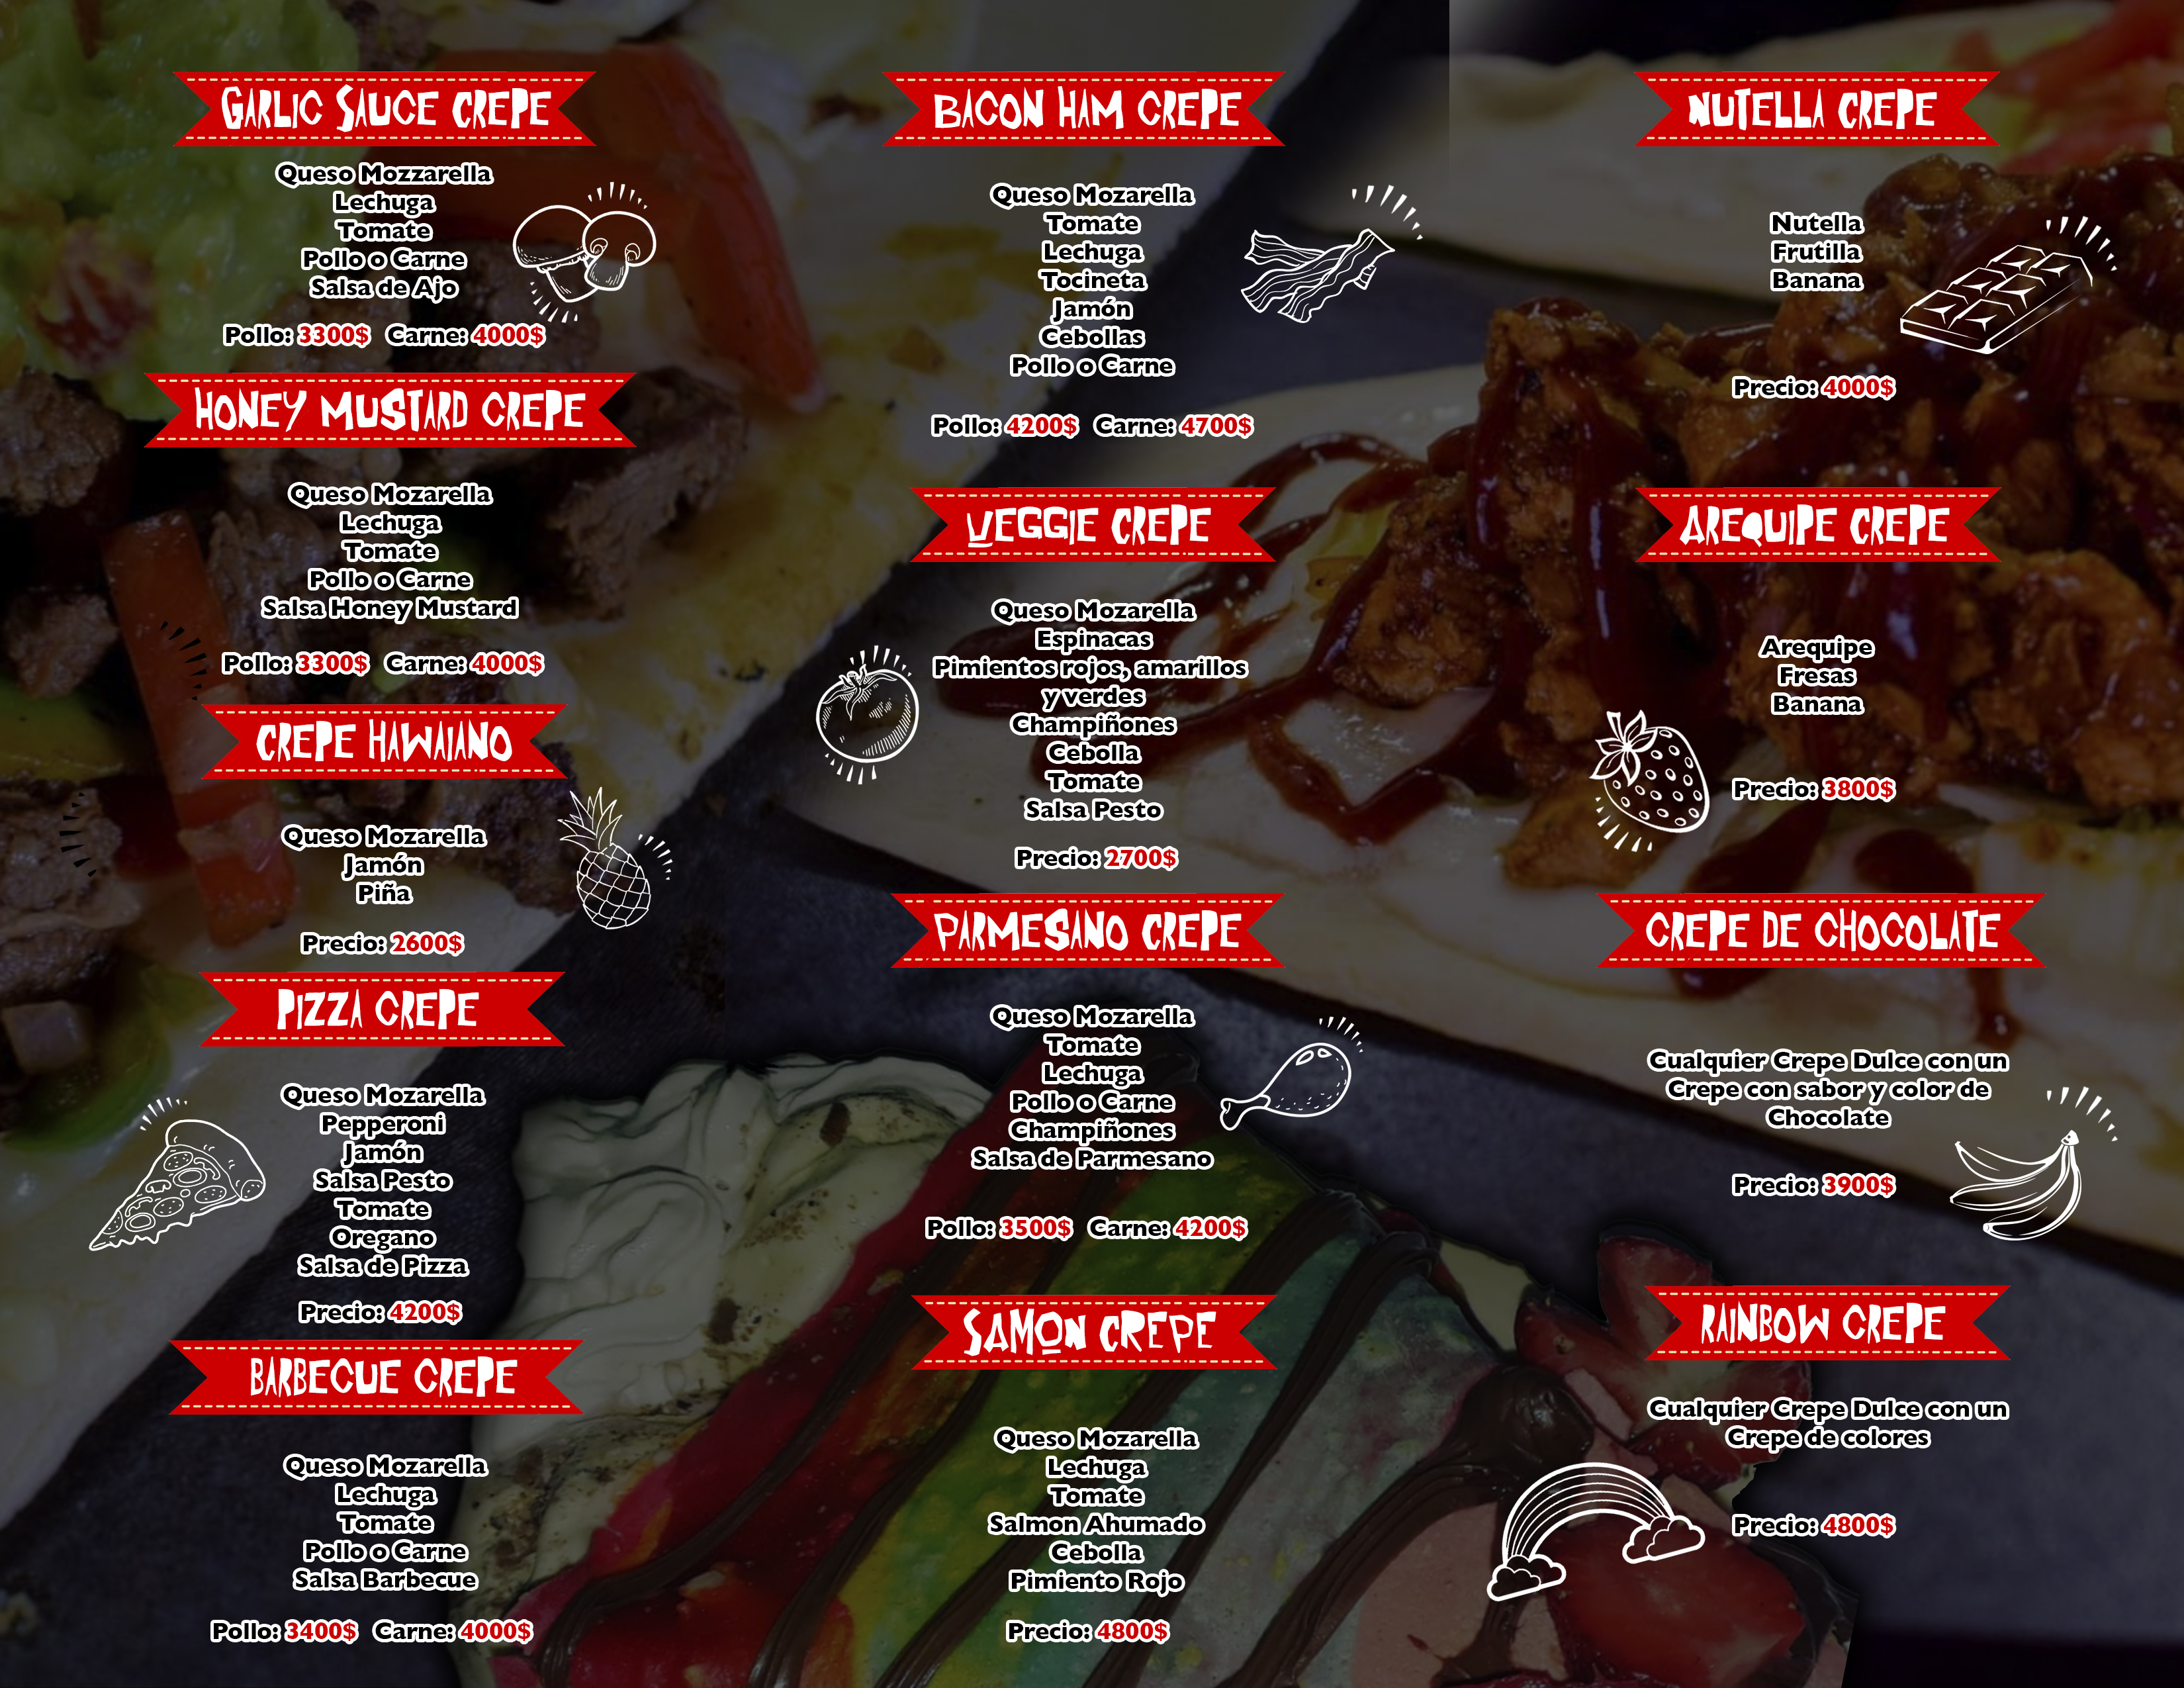 GARLIC SAUCE CREPE
Queso Mozzarella
Lechuga
Tomate
Pollo o Carne
Salsa de Ajo
Pollo: 3300$ Carne: 4000$
HONEY MUSTARD CREPE
Queso Mozarella
Lechuga
Tomate
Pollo o Carne
Salsa Honey Mustard
Pollo: 3300$ Carne: 4000$
CREPE HAWAIANO
Queso Mozarella
Jamón
Piña
Precio: 2600$
PIZZA CREPE
Queso Mozarella
Pepperoni
Jamón
Salsa Pesto
Tomate
Oregano
Salsa de Pizza
Precio: 4200$
BARBECUE CREPE
Queso Mozarella
Lechuga
Tomate
Pollo o Carne
Salsa Barbecue
Pollo: 3400$ Carne: 4000$
BACON HAM CREPE
Queso Mozarella
Tomate
Lechuga
Tocineta
Jamón
Cebollas
Pollo o Carne
Pollo: 4200$ Carne: 4700$
VEGGIE CREPE
Queso Mozarella
Espinacas
Pimientos rojos, amarillos
y verdes
Champiñones
Cebolla
Tomate
Salsa Pesto
Precio: 2700$
PARMESANO CREPE
Queso Mozarella
Tomate
Lechuga
Pollo o Carne
Champiñones
Salsa de Parmesano
Pollo: 3500$ Carne: 4200$
SAMON CREPE
Queso Mozarella
Lechuga
Tomate
Salmon Ahumado
Cebolla
Pimiento Rojo
Precio: 4800$
NUTELLA CREPE
Nutella
Frutilla
Banana
Precio: 4000$
AREQUIPE CREPE
Arequipe
Fresas
Banana
Precio: 3800$
CREPE DE CHOCOLATE
Cualquier Crepe Dulce con un
Crepe con sabor y color de
Chocolate
Precio: 3900$
RAINBOW CREPE
Cualquier Crepe Dulce con un
Crepe de colores
Precio: 4800$